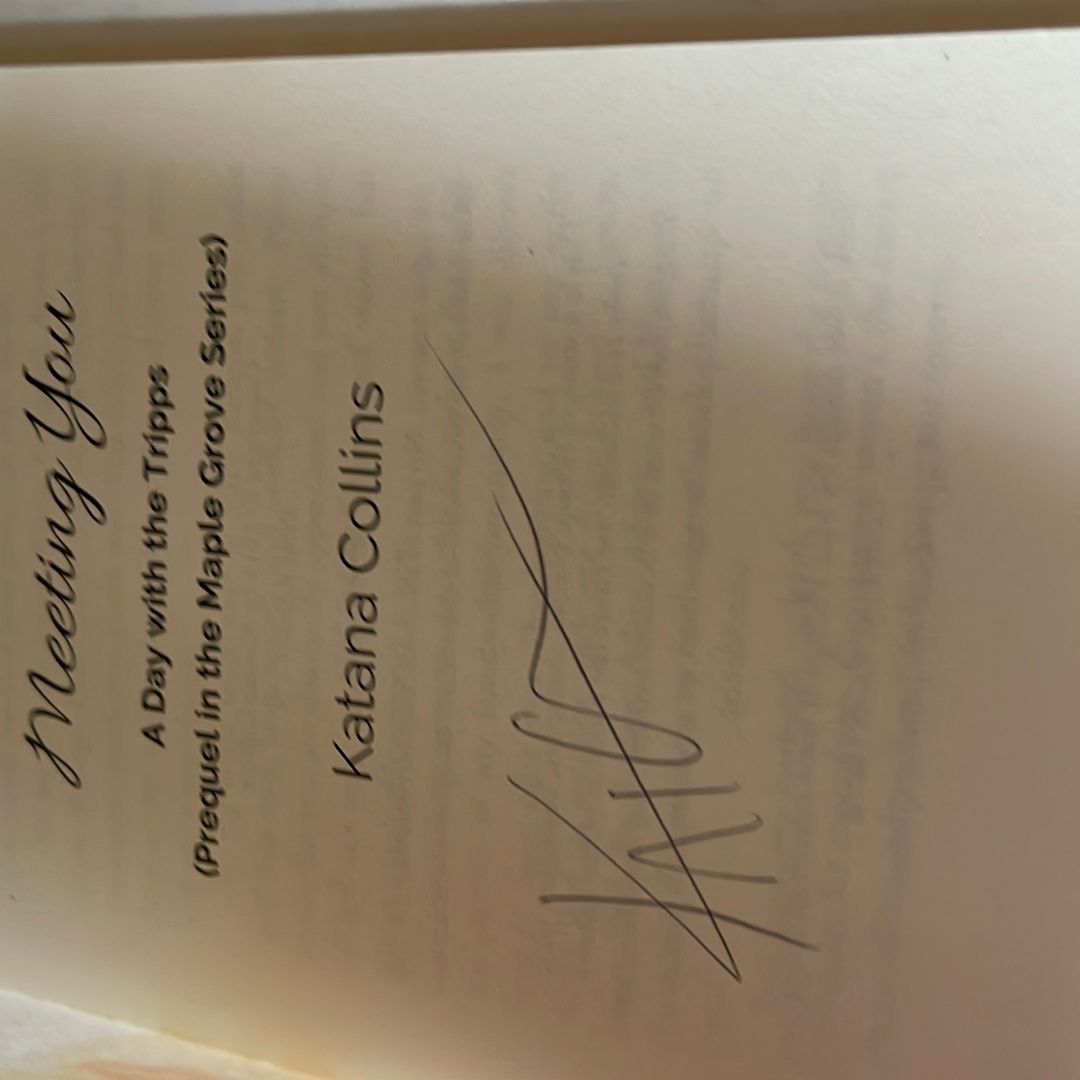 Meeting You
A Day with the Tripps
(Prequel in the Maple Grove Series)
Katana Collins